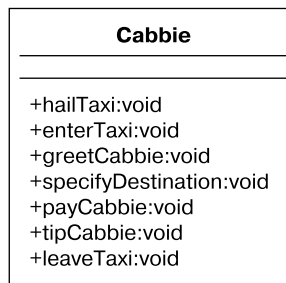 Cabbie
+hailTaxi:void
+enterTaxi:void
+greetCabbie:void
+specifyDestination:void
+payCabbie:void
+tipCabbie:void
+leaveTaxi:void